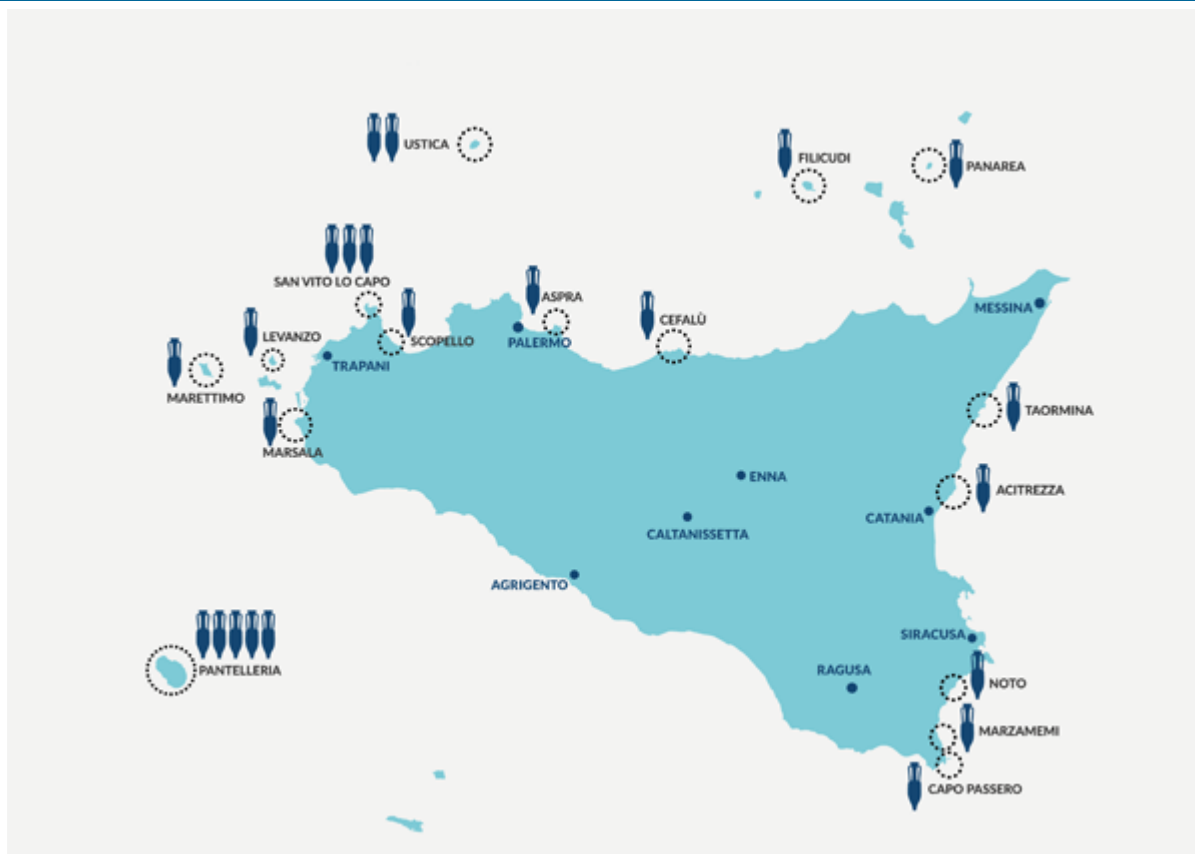 USTICA
FILICUDI
PANAREA
SAN VITO LO CAPO
ASPRA
LEVANZO
SCOPELLO
PALERMO
CEFALÙ
MESSINA
TRAPANI
MARETTIMO
TAORMINA
MARSALA
ENNA
ACITREZZA
CATANIA
CALTANISSETTA
AGRIGENTO
SIRACUSA
PANTELLERIA
RAGUSA
NOTO
MARZAMEMI
CAPO PASSERO